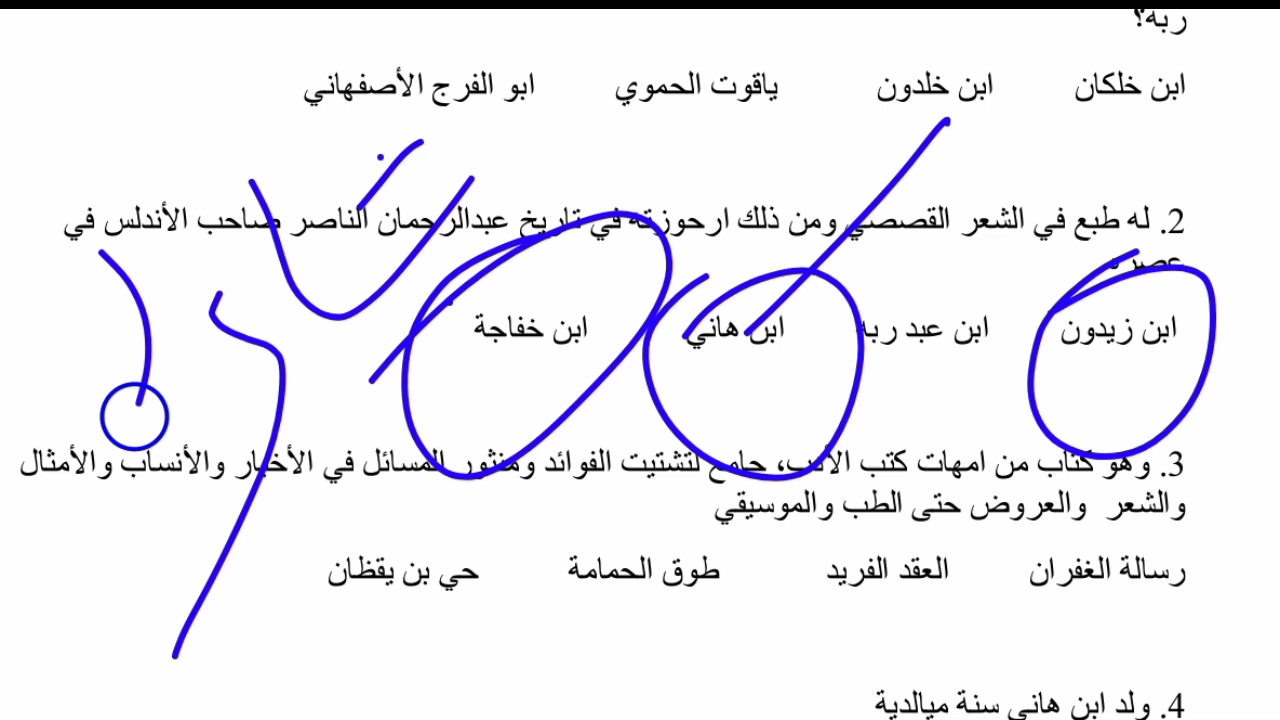 ربه؟
ابن خلكان ابن خلدون ياقوت الحموي ابو الفرج الأصفهاني
2. له طبع في الشعر القصصي ومن ذلك ارحوزته في تاريخ عبدالرحمان الناصر صاحب الأندلس في
عصره
ابن زيدون ابن عبد ربه ابن هاني ابن خفاجة
3. وهو كتاب من امهات كتب الأدب، جامع لتشتيت الفوائد ومنثور المسائل في الأخبار والأنساب والأمثال
والشعر والعروض حتى الطب والموسيقي
رسالة الغفران العقد الفريد طوق الحمامة حي بن يقظان
4. ولد ابن هاني سنة ميالدية